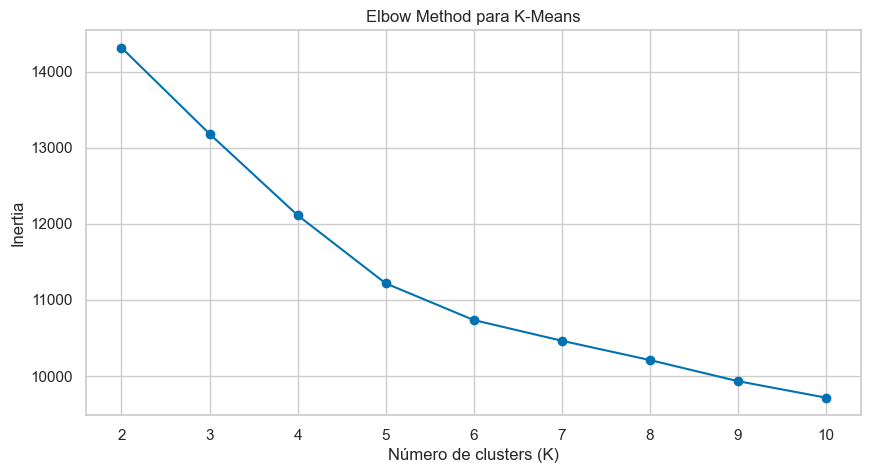 Elbow Method para K-Means
14000
13000
12000
11000
10000
Inertia
2 3 4 5 6 7 8 9 10
Número de clusters (K)